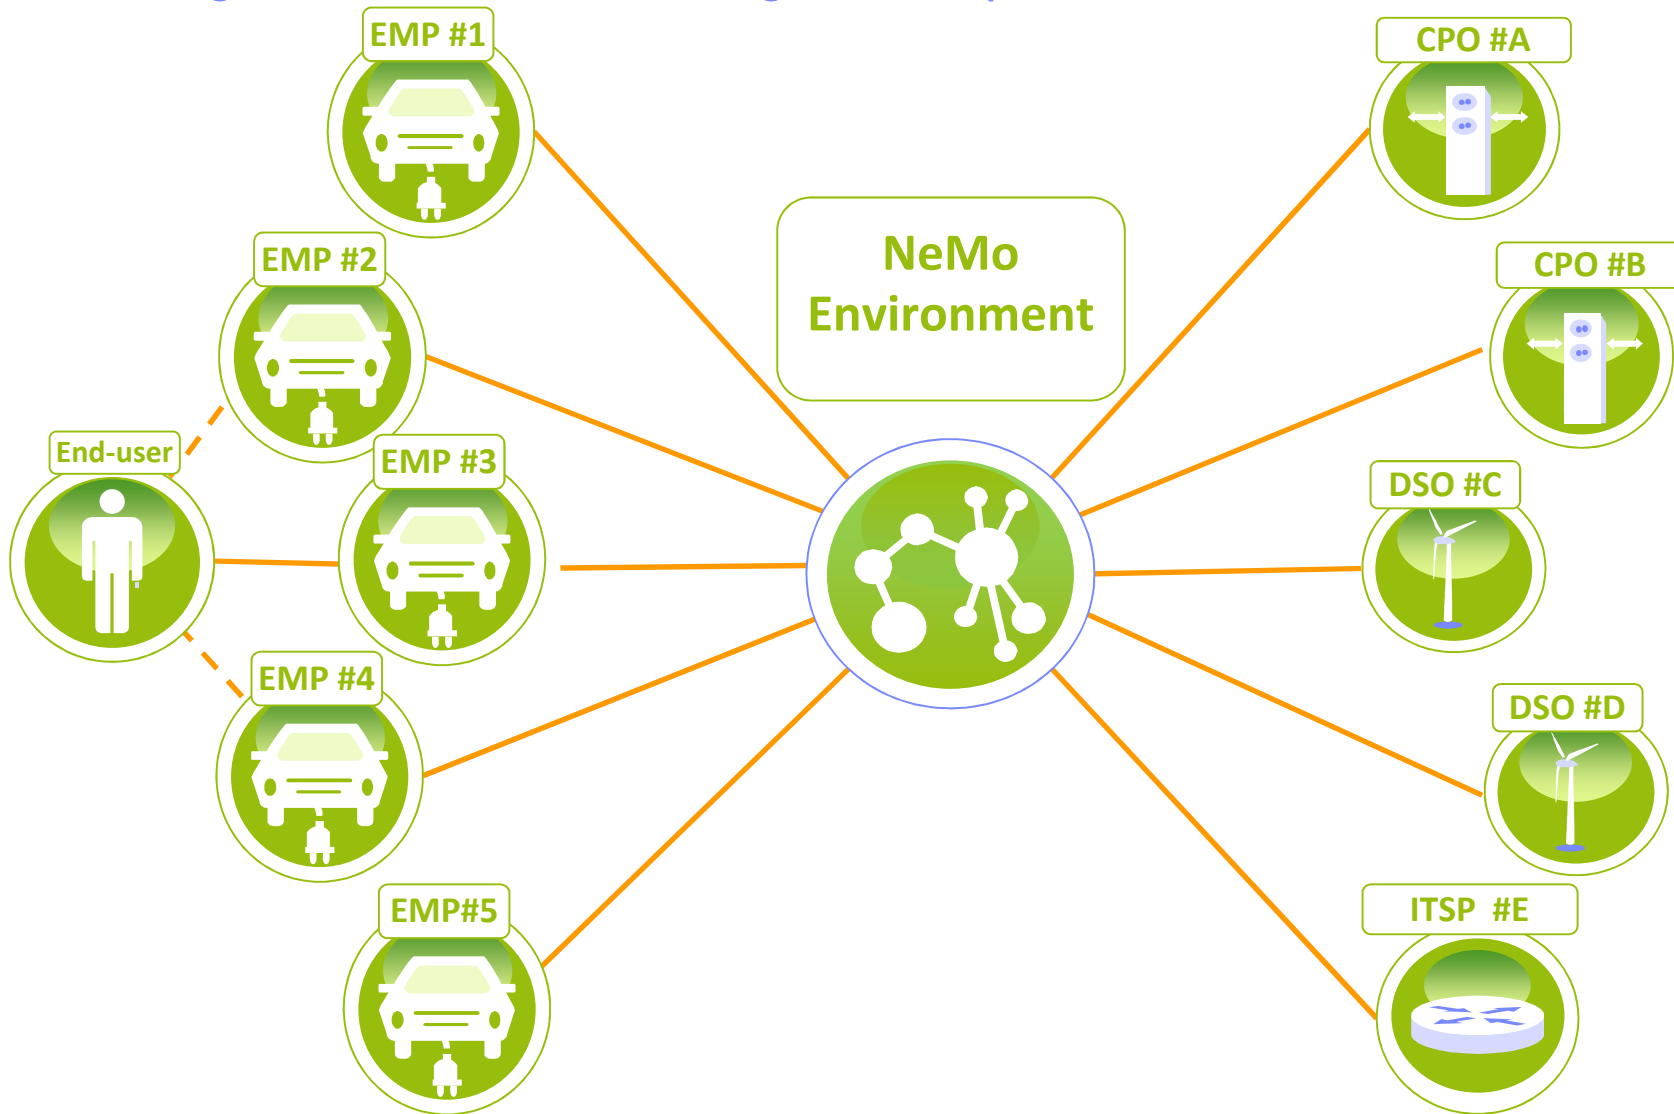 EMP #1
CPO #A
EMP #2
NeMo
Environment
CPO #B
End-user
EMP #3
DSO #C
EMP #4
DSO #D
EMP#5
ITSP #E